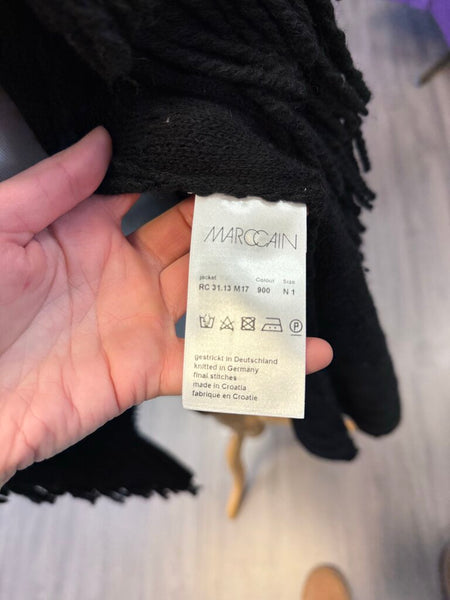 MARCCAIN
jacket Colour Size
RC 31.13 M17 900 N 1
P
gestrickt in Deutschland
knitted in Germany
final stitches
made in Croatia
fabrique en Croatie